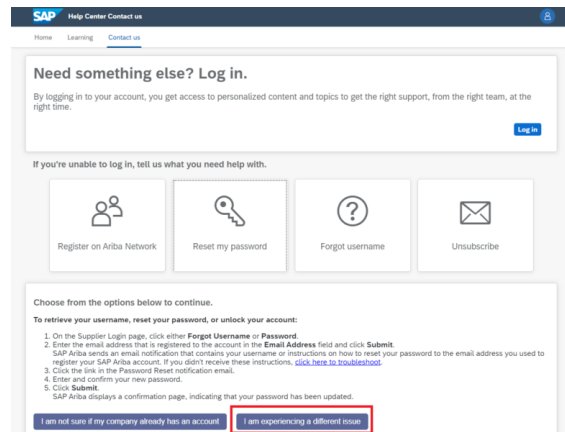 SAP Help Center Contact us
Home Learning Contact us
Need something else? Log in.
By logging in to your account, you get access to personalized content and topics to get the right support, from the right team, at the
right time.
Log in
If you're unable to log in, tell us what you need help with.
Register on Ariba Network Reset my password Forgot username Unsubscribe
Choose from the options below to continue.
To retrieve your username, reset your password, or unlock your account:
1. On the Supplier Login page, click either Forgot Username or Password.
2. Enter the email address that is registered to the account in the Email Address field and click Submit.
SAP Ariba sends an email notification that contains your username or instructions on how to reset your password to the email address you used to
register your SAP Ariba account. If you didn't receive these instructions, click here to troubleshoot.
3. Click the link in the Password Reset notification email.
4. Enter and confirm your new password.
5. Click Submit.
SAP Ariba displays a confirmation page, indicating that your password has been updated.
I am not sure if my company already has an account I am experiencing a different issue